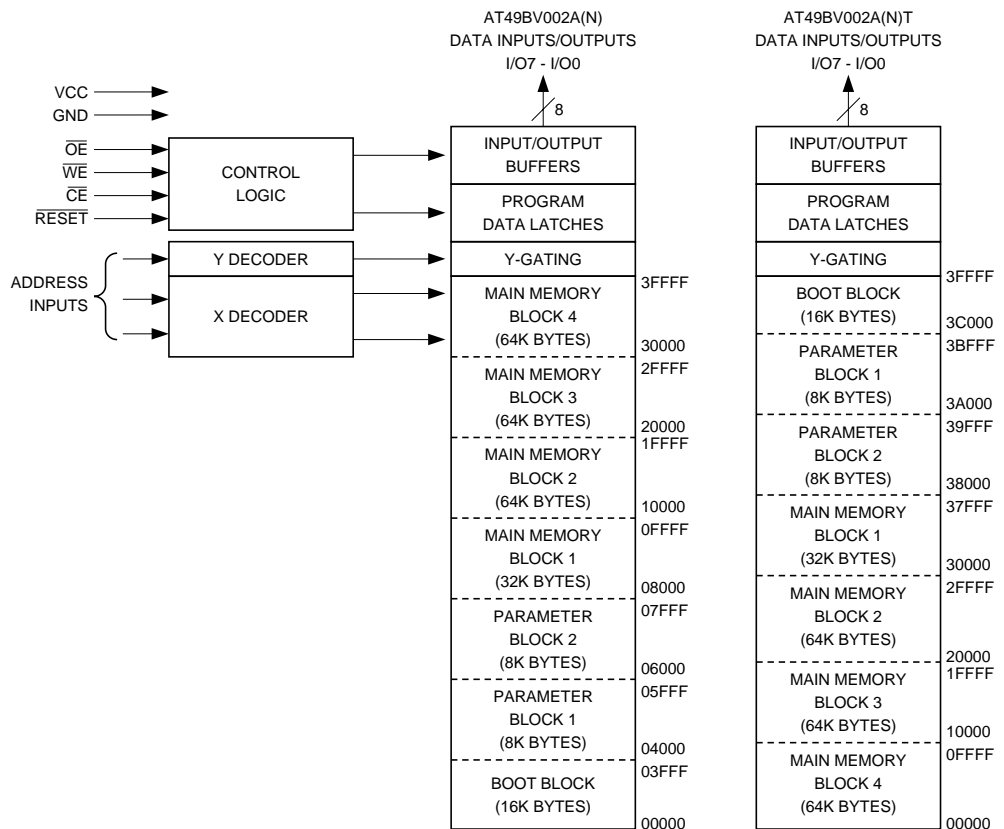 AT49BV002A(N)
DATA INPUTS/OUTPUTS
I/O7 - I/O0
8
VCC
GND
OE
WE
CE
RESET
CONTROL
LOGIC
ADDRESS
INPUTS
Y DECODER
X DECODER
INPUT/OUTPUT
BUFFERS
PROGRAM
DATA LATCHES
Y-GATING
3FFFF
MAIN MEMORY
BLOCK 4
(64K BYTES)
30000
2FFFF
MAIN MEMORY
BLOCK 3
(64K BYTES)
20000
1FFFF
MAIN MEMORY
BLOCK 2
(64K BYTES)
10000
0FFFF
MAIN MEMORY
BLOCK 1
(32K BYTES)
08000
07FFF
PARAMETER
BLOCK 2
(8K BYTES)
06000
05FFF
PARAMETER
BLOCK 1
(8K BYTES)
04000
03FFF
BOOT BLOCK
(16K BYTES)
00000
AT49BV002A(N)T
DATA INPUTS/OUTPUTS
I/O7 - I/O0
8
INPUT/OUTPUT
BUFFERS
PROGRAM
DATA LATCHES
Y-GATING
3FFFF
BOOT BLOCK
(16K BYTES)
3C000
3BFFF
PARAMETER
BLOCK 1
(8K BYTES)
3A000
39FFF
PARAMETER
BLOCK 2
(8K BYTES)
38000
37FFF
MAIN MEMORY
BLOCK 1
(32K BYTES)
30000
2FFFF
MAIN MEMORY
BLOCK 2
(64K BYTES)
20000
1FFFF
MAIN MEMORY
BLOCK 3
(64K BYTES)
10000
0FFFF
MAIN MEMORY
BLOCK 4
(64K BYTES)
00000